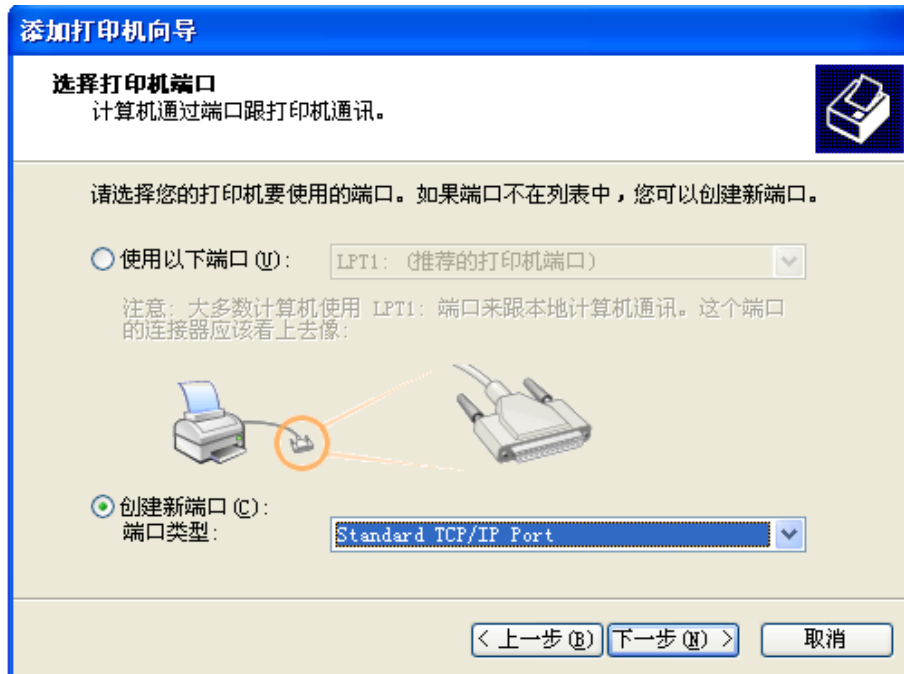 添加打印机向导
选择打印机端口
计算机通过端口跟打印机通讯。
请选择您的打印机要使用的端口。如果端口不在列表中，您可以创建新端口。
使用以下端口(U): LPT1: (推荐的打印机端口)
注意: 大多数计算机使用 LPT1: 端口来跟本地计算机通讯。这个端口
的连接器应该看上去像:
创建新端口(C):
端口类型: Standard TCP/IP Port
< 上一步(B) 下一步(N) > 取消